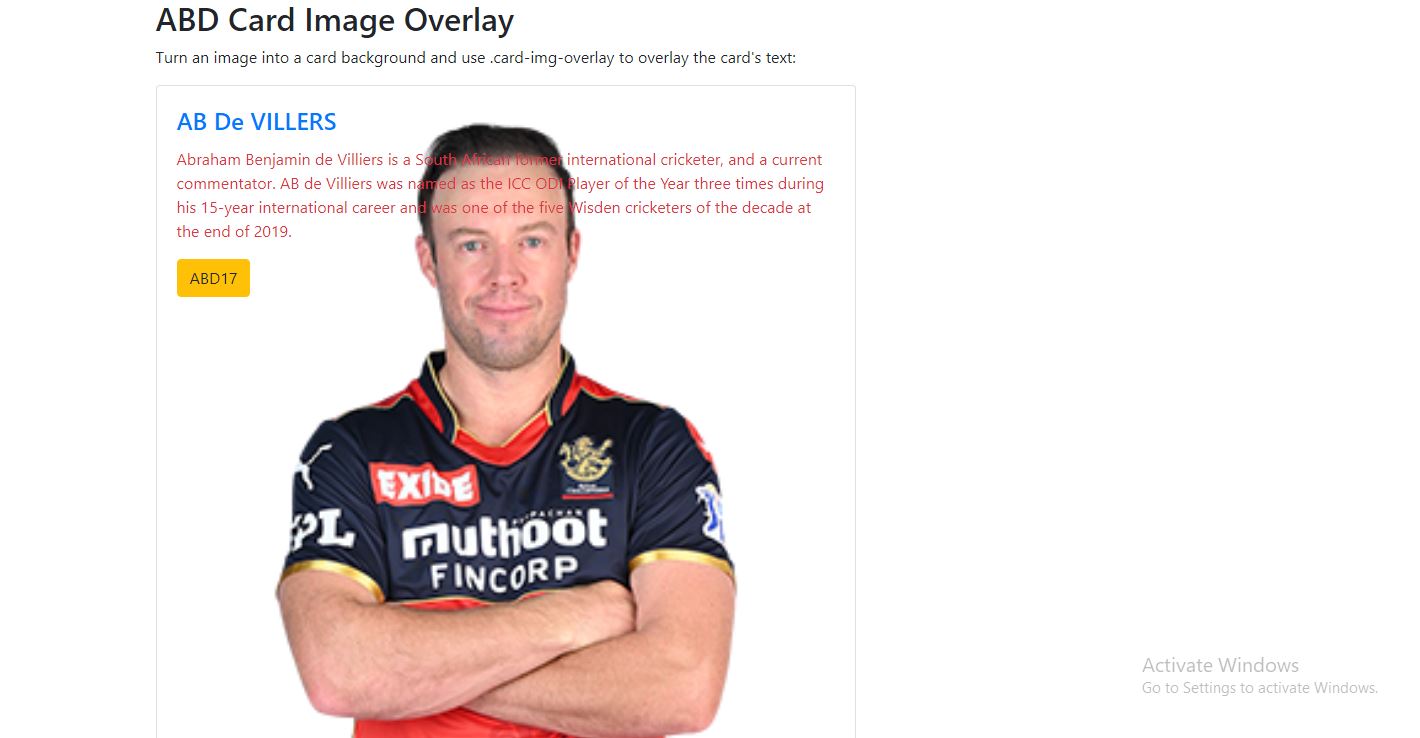 ABD Card Image Overlay
Turn an image into a card background and use .card-img-overlay to overlay the card's text:
AB De VILLERS
Abraham Benjamin de Villiers is a South African former international cricketer, and a current
commentator. AB de Villiers was named as the ICC ODI Player of the Year three times during
his 15-year international career and was one of the five Wisden cricketers of the decade at
the end of 2019.
ABD17
EXIDE
IPL
muthoot
FINCORP
Activate Windows
Go to Settings to activate Windows.